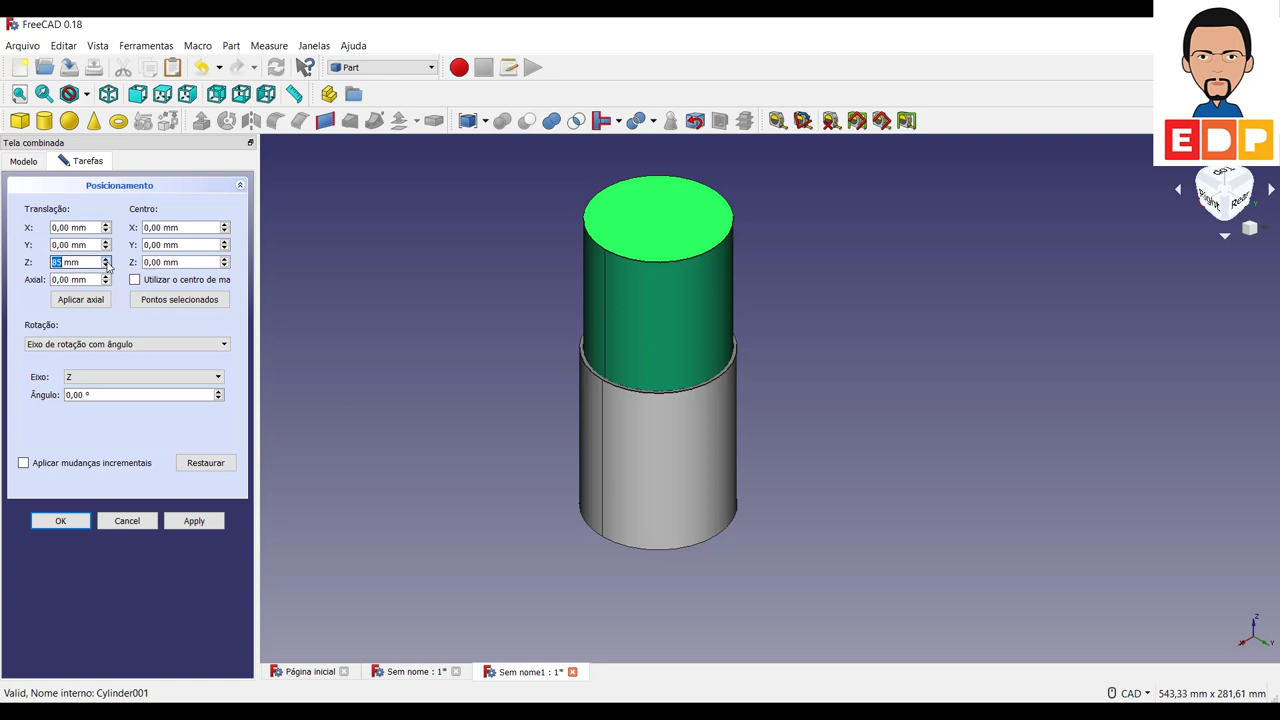 FreeCAD 0.18
Arquivo Editar Vista Ferramentas Macro Part Measure Janelas Ajuda
Part
EDP
Tela combinada
Modelo Tarefas
Posicionamento
Translação: Centro:
X: 0,00 mm X: 0,00 mm
Y: 0,00 mm Y: 0,00 mm
Z: 85 mm Z: 0,00 mm
Axial: 0,00 mm Utilizar o centro de ma
Aplicar axial Pontos selecionados
Rotação:
Eixo de rotação com ângulo
Eixo: Z
Ângulo: 0,00 °
Aplicar mudanças incrementais Restaurar
OK Cancel Apply
Right Rear
Z
X Y
Página inicial Sem nome : 1* Sem nome1 : 1*
Valid, Nome interno: Cylinder001 CAD 543,33 mm x 281,61 mm